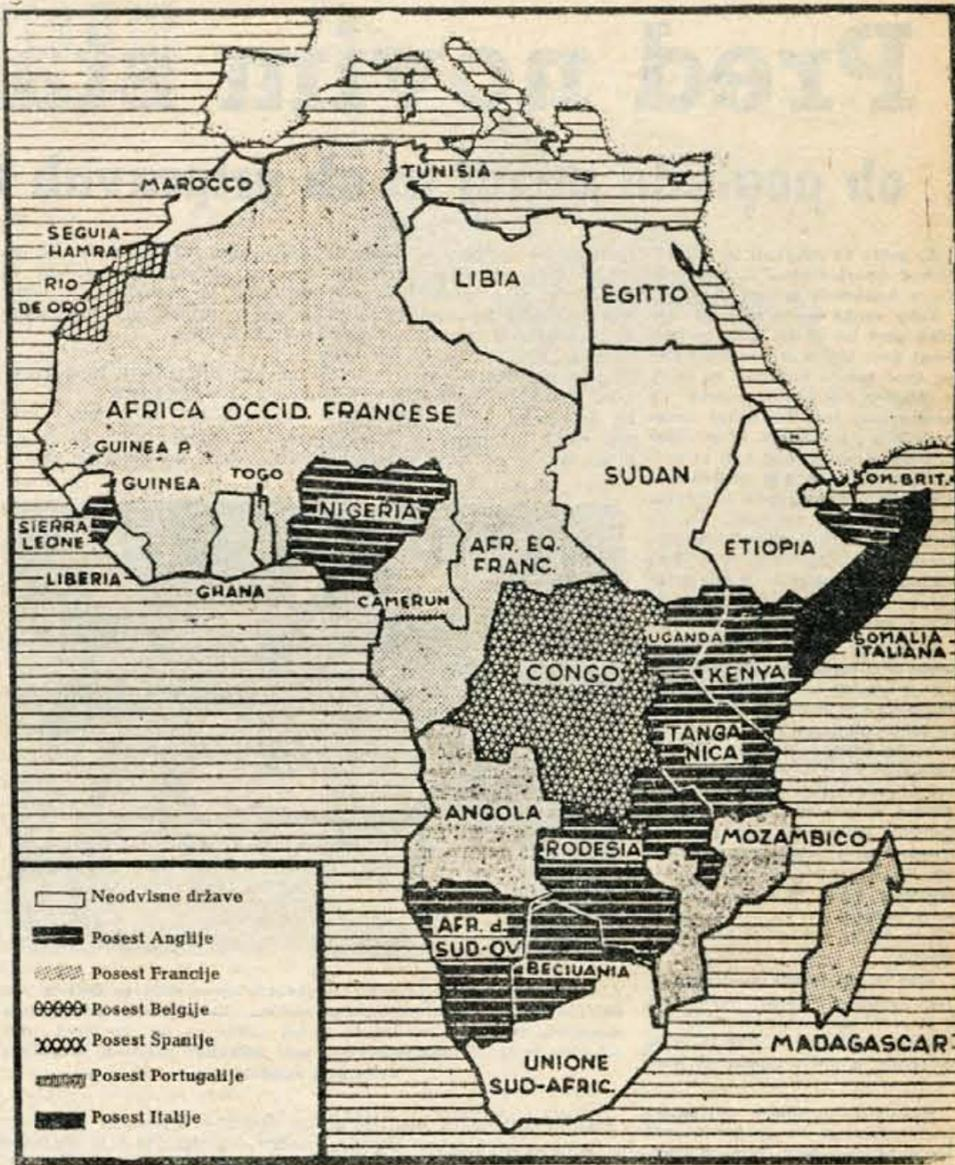 MAROCCO
TUNISIA
SEGUIA
HAMRA
RIO
DE ORO
LIBIA
EGITTO
AFRICA OCCID. FRANCESE
GUINEA P.
GUINEA
TOGO
SIERRA
LEONE
NIGERIA
SUDAN
SOM. BRIT.
ETIOPIA
AFR. EQ.
FRANC.
LIBERIA
GHANA
CAMERUN
UGANDA
SOMALIA
ITALIANA
CONGO
KENYA
TANGA
NICA
ANGOLA
MOZAMBICO
RODESIA
AFR. d.
SUD-OV.
BECIUANIA
MADAGASCAR
UNIONE
SUD-AFRIC.
Neodvisne države
Posest Anglije
Posest Francije
Posest Belgije
Posest Španije
Posest Portugalije
Posest Italije